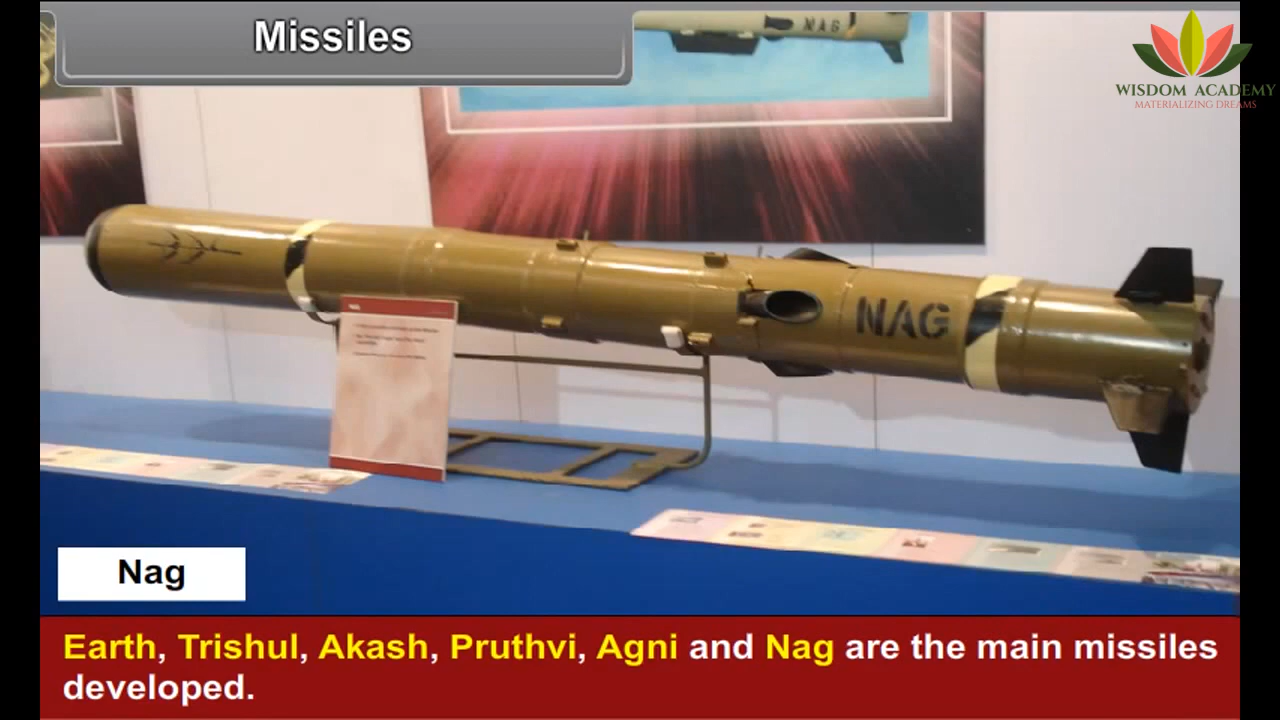 Missiles
NAG
WISDOM ACADEMY
MATERIALIZING DREAMS
NAG
Nag
Earth, Trishul, Akash, Pruthvi, Agni and Nag are the main missiles
developed.